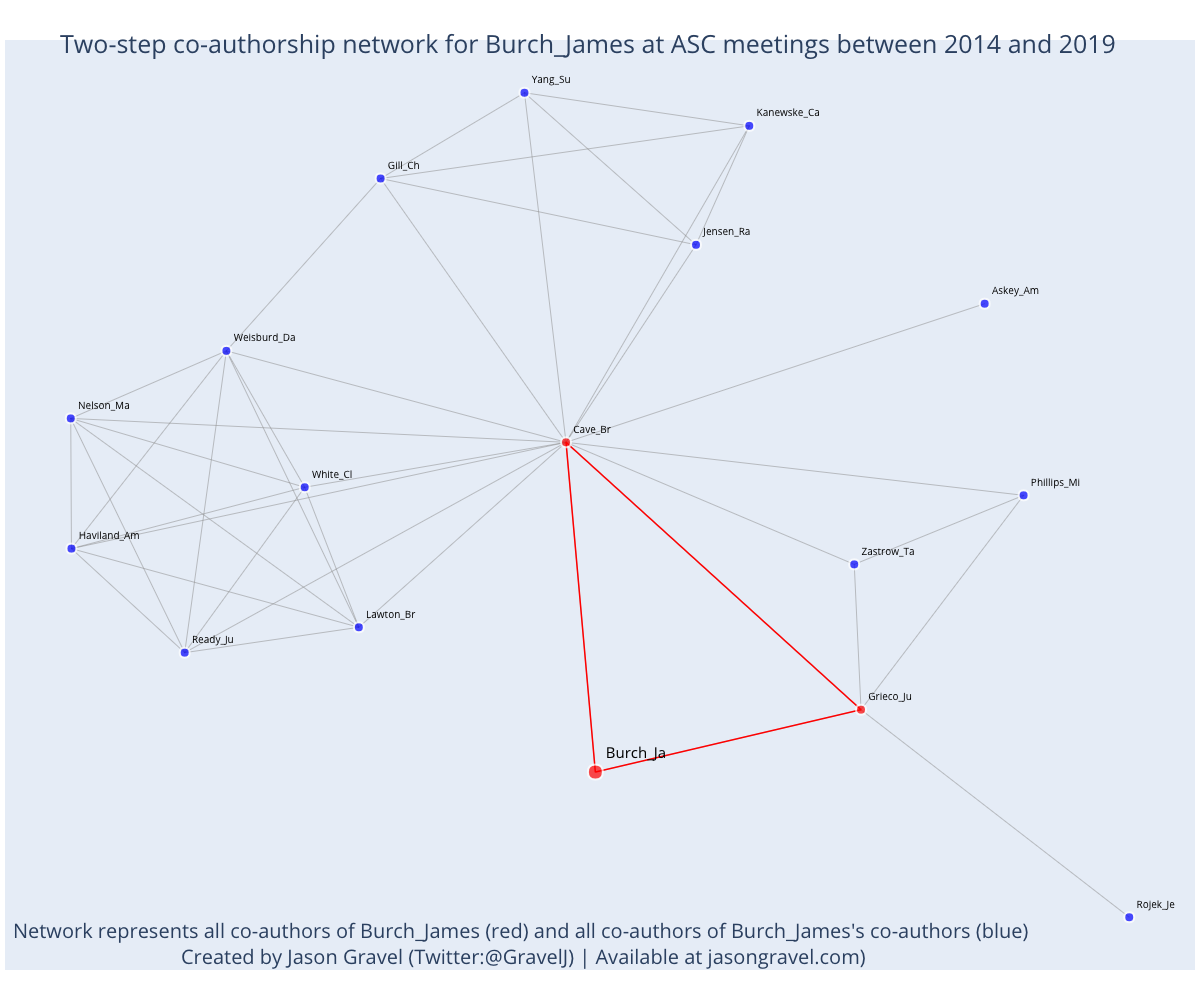 Two-step co-authorship network for Burch_James at ASC meetings between 2014 and 2019
Yang_Su
Kanewske_Ca
Gill_Ch
Jensen_Ra
Askey_Am
Weisburd_Da
Nelson_Ma
Cave_Br
White_Cl
Phillips_Mi
Haviland_Am
Zastrow_Ta
Lawton_Br
Ready_Ju
Grieco_Ju
Burch_Ja
Rojek_Je
Network represents all co-authors of Burch_James (red) and all co-authors of Burch_James's co-authors (blue)
Created by Jason Gravel (Twitter:@GravelJ) | Available at jasongravel.com)